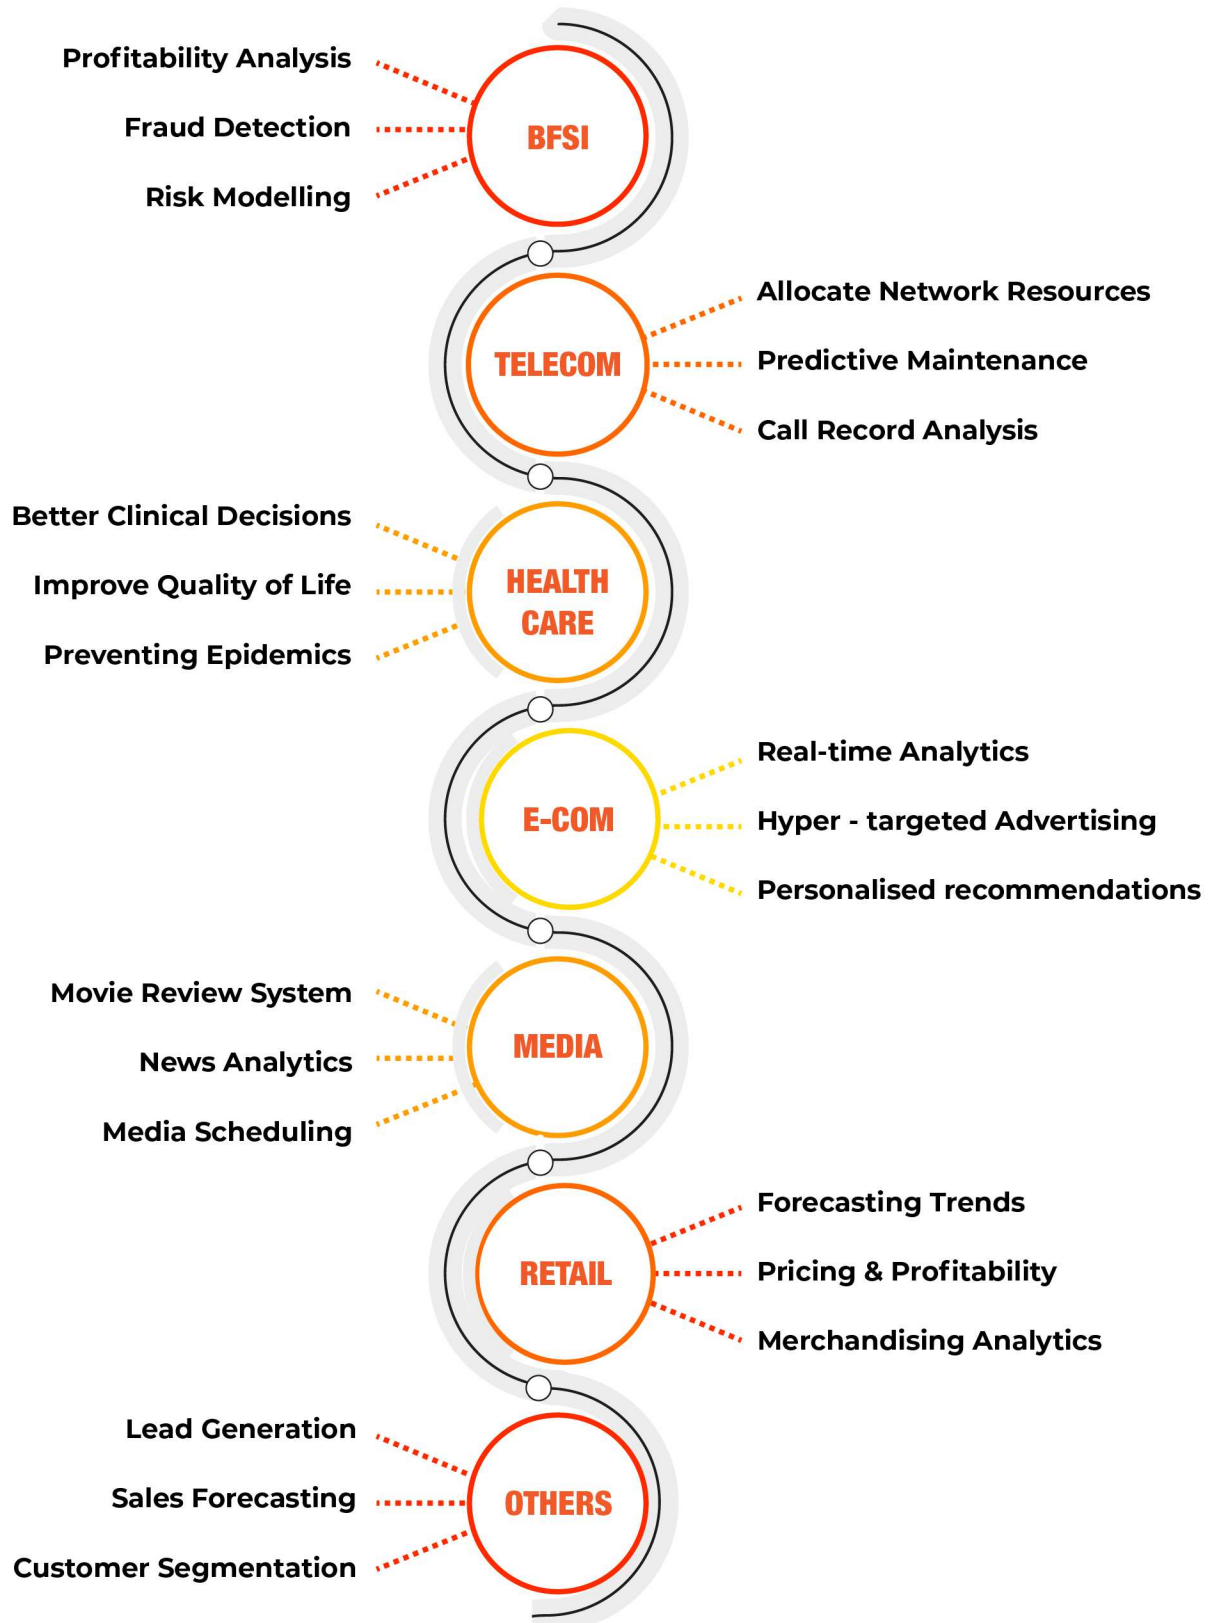 Profitability Analysis
Fraud Detection
Risk Modelling
BFSI
TELECOM
Allocate Network Resources
Predictive Maintenance
Call Record Analysis
Better Clinical Decisions
Improve Quality of Life
Preventing Epidemics
HEALTH
CARE
E-COM
Real-time Analytics
Hyper - targeted Advertising
Personalised recommendations
Movie Review System
News Analytics
Media Scheduling
MEDIA
RETAIL
Forecasting Trends
Pricing & Profitability
Merchandising Analytics
Lead Generation
Sales Forecasting
Customer Segmentation
OTHERS